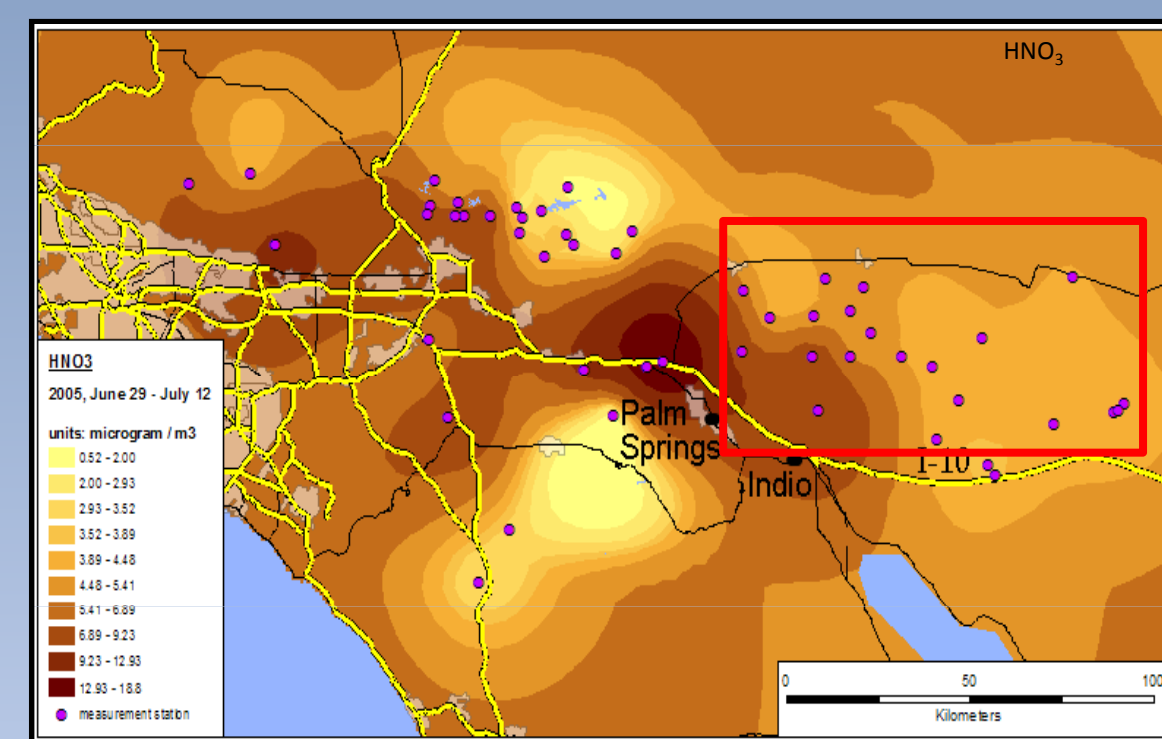 HNO₃
HNO3
2005, June 29 - July 12
units: microgram / m3
0.52 - 2.00
2.00 - 2.93
2.93 - 3.52
3.52 - 3.89
3.89 - 4.48
4.48 - 5.41
5.41 - 6.89
6.89 - 9.23
9.23 - 12.93
12.93 - 18.8
measurement station
Palm
Springs
I-10
Indio
0 50 100
Kilometers